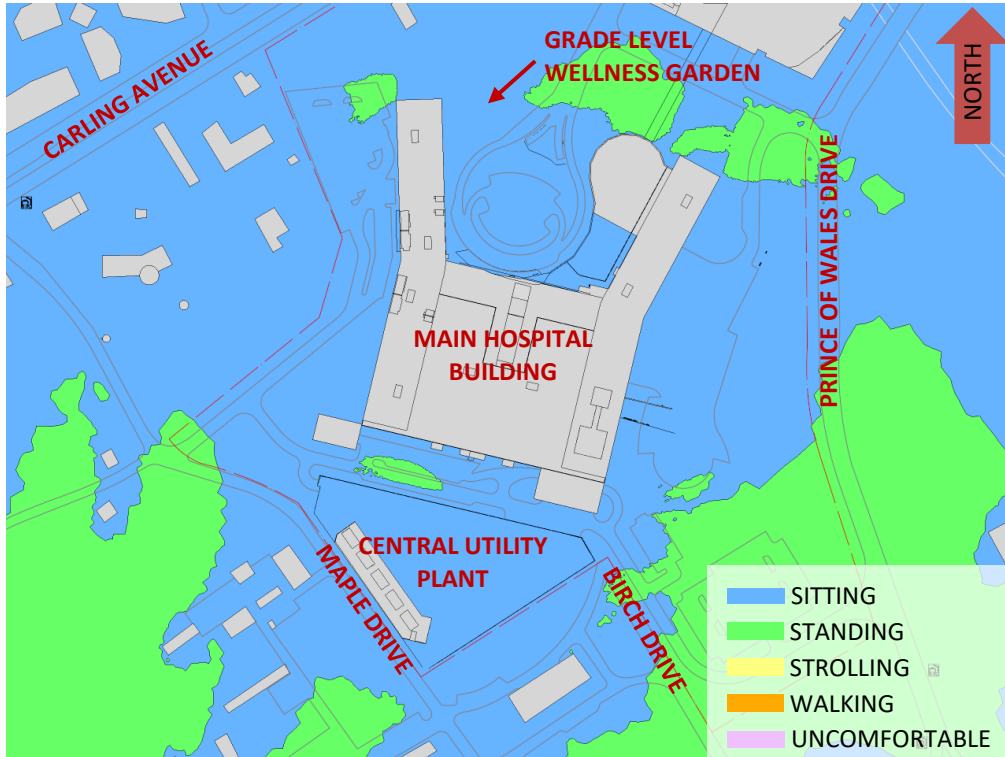 GRADE LEVEL
WELLNESS GARDEN
NORTH
CARLING AVENUE
PRINCE OF WALES DRIVE
MAIN HOSPITAL
BUILDING
CENTRAL UTILITY
PLANT
MAPLE DRIVE
BIRCH DRIVE
SITTING
STANDING
STROLLING
WALKING
UNCOMFORTABLE